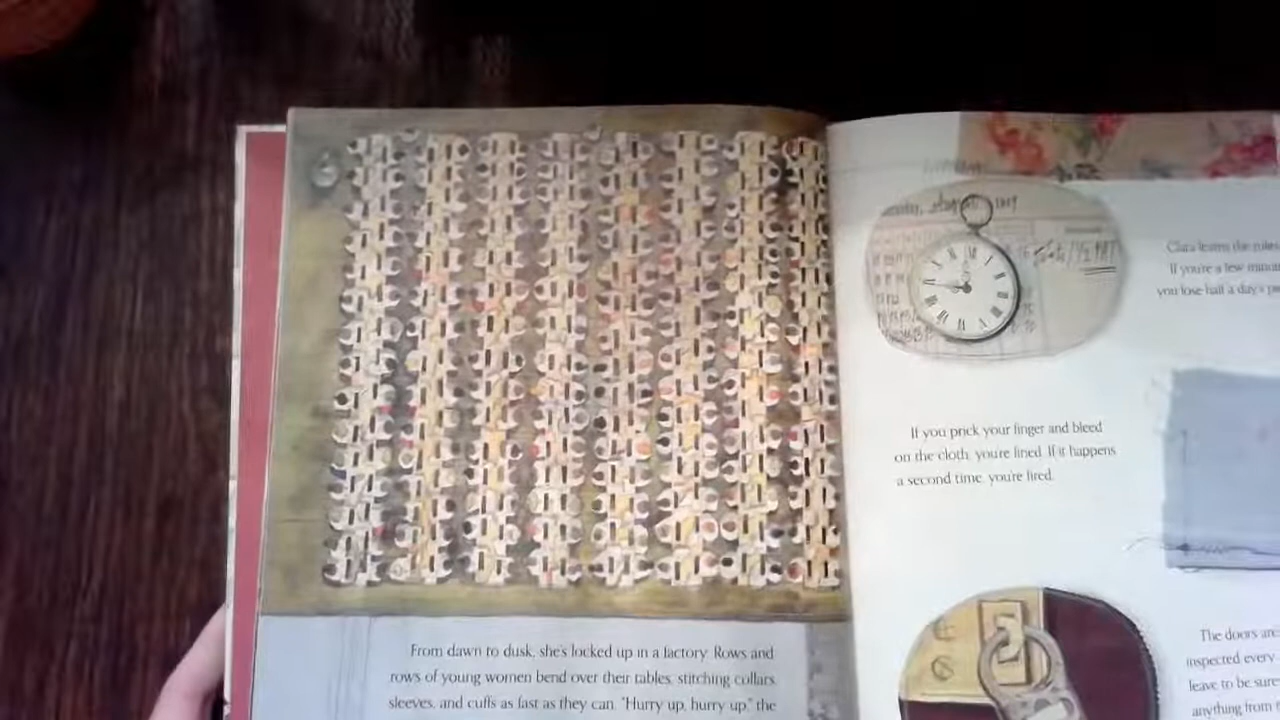 From dawn to dusk, she's locked up in a factory. Rows and
rows of young women bend over their tables, stitching collars,
sleeves, and cuffs as fast as they can. "Hurry up, hurry up," the
Clara learns the rules
If you're a few minu
you lose half a day's pa
If you prick your finger and bleed
on the cloth, you're fined. If it happens
a second time, you're fired.
The doors are
inspected every
leave to be sure
anything from